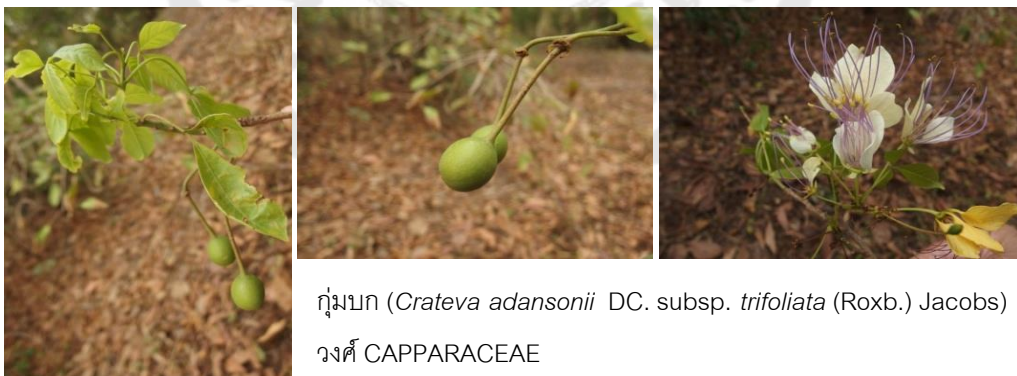 กุ่มบก (Crateva adansonii DC. subsp. trifoliata (Roxb.) Jacobs)
วงศ์ CAPPARACEAE